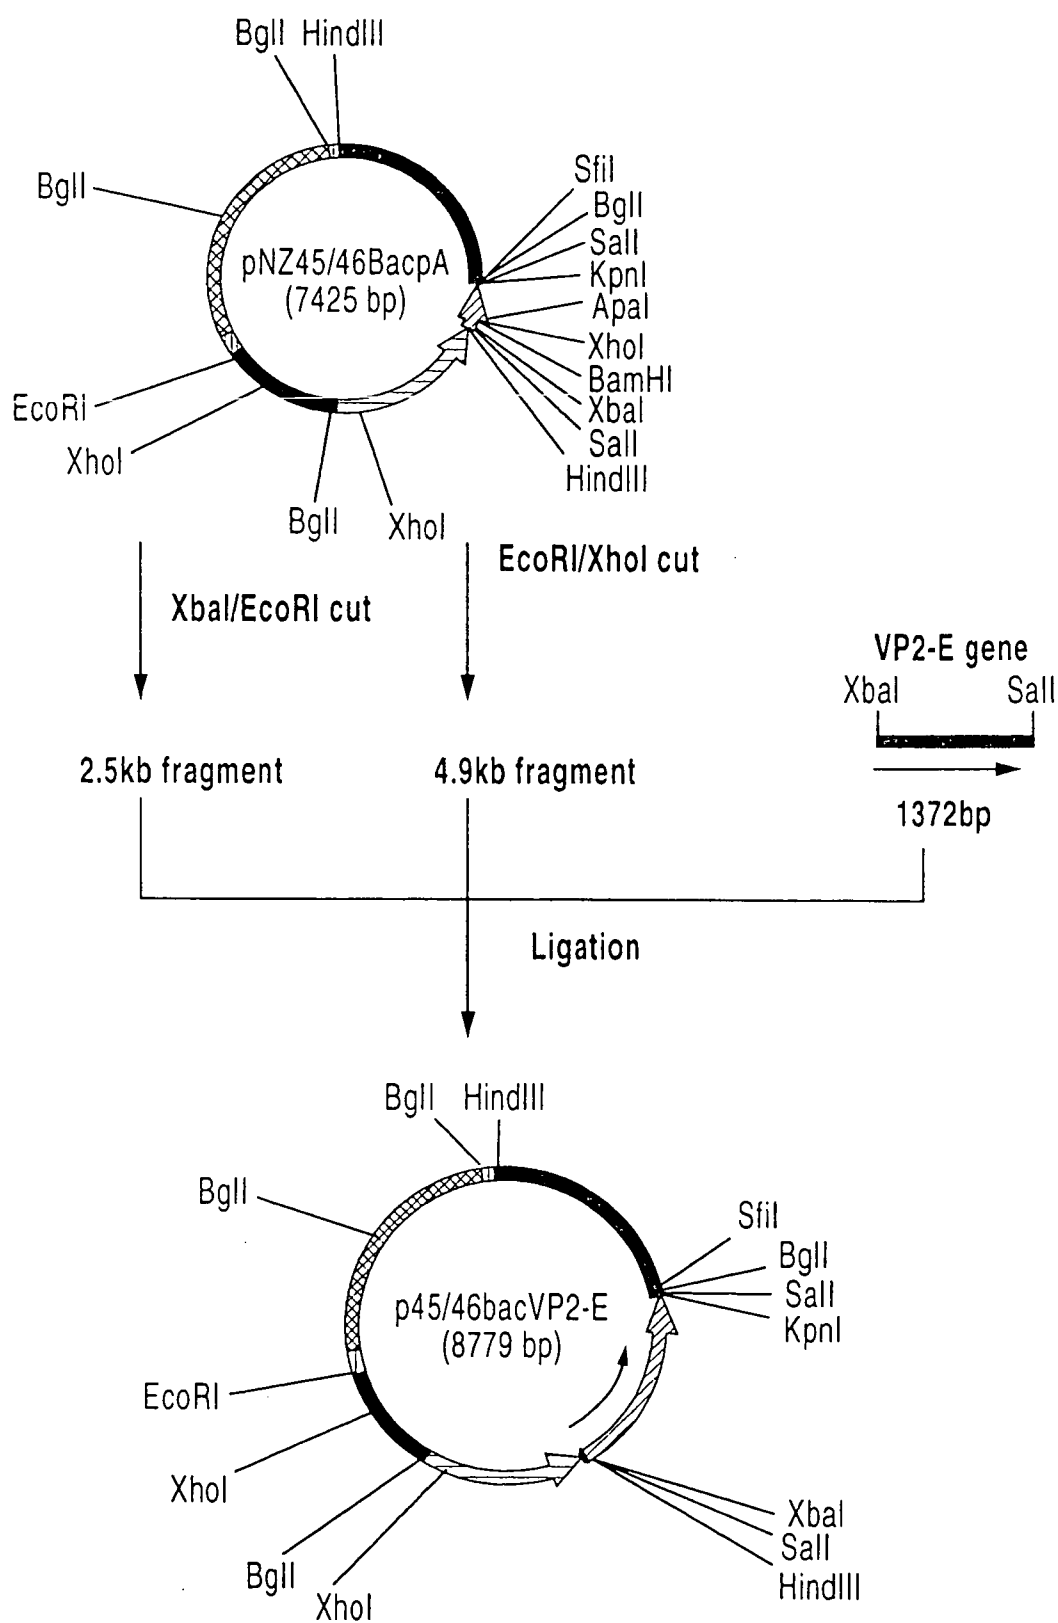 BglI HindIII
BglI
SfiI
BglI
SalI
KpnI
ApaI
XhoI
BamHI
XbaI
SalI
HindIII
pNZ45/46BacpA
(7425 bp)
EcoRI
XhoI
BglI
XhoI
XbaI/EcoRI cut
EcoRI/XhoI cut
VP2-E gene
XbaI SalI
1372bp
2.5kb fragment
4.9kb fragment
Ligation
BglI HindIII
BglI
SfiI
BglI
SalI
KpnI
p45/46bacVP2-E
(8779 bp)
EcoRI
XhoI
BglI
XhoI
XbaI
SalI
HindIII